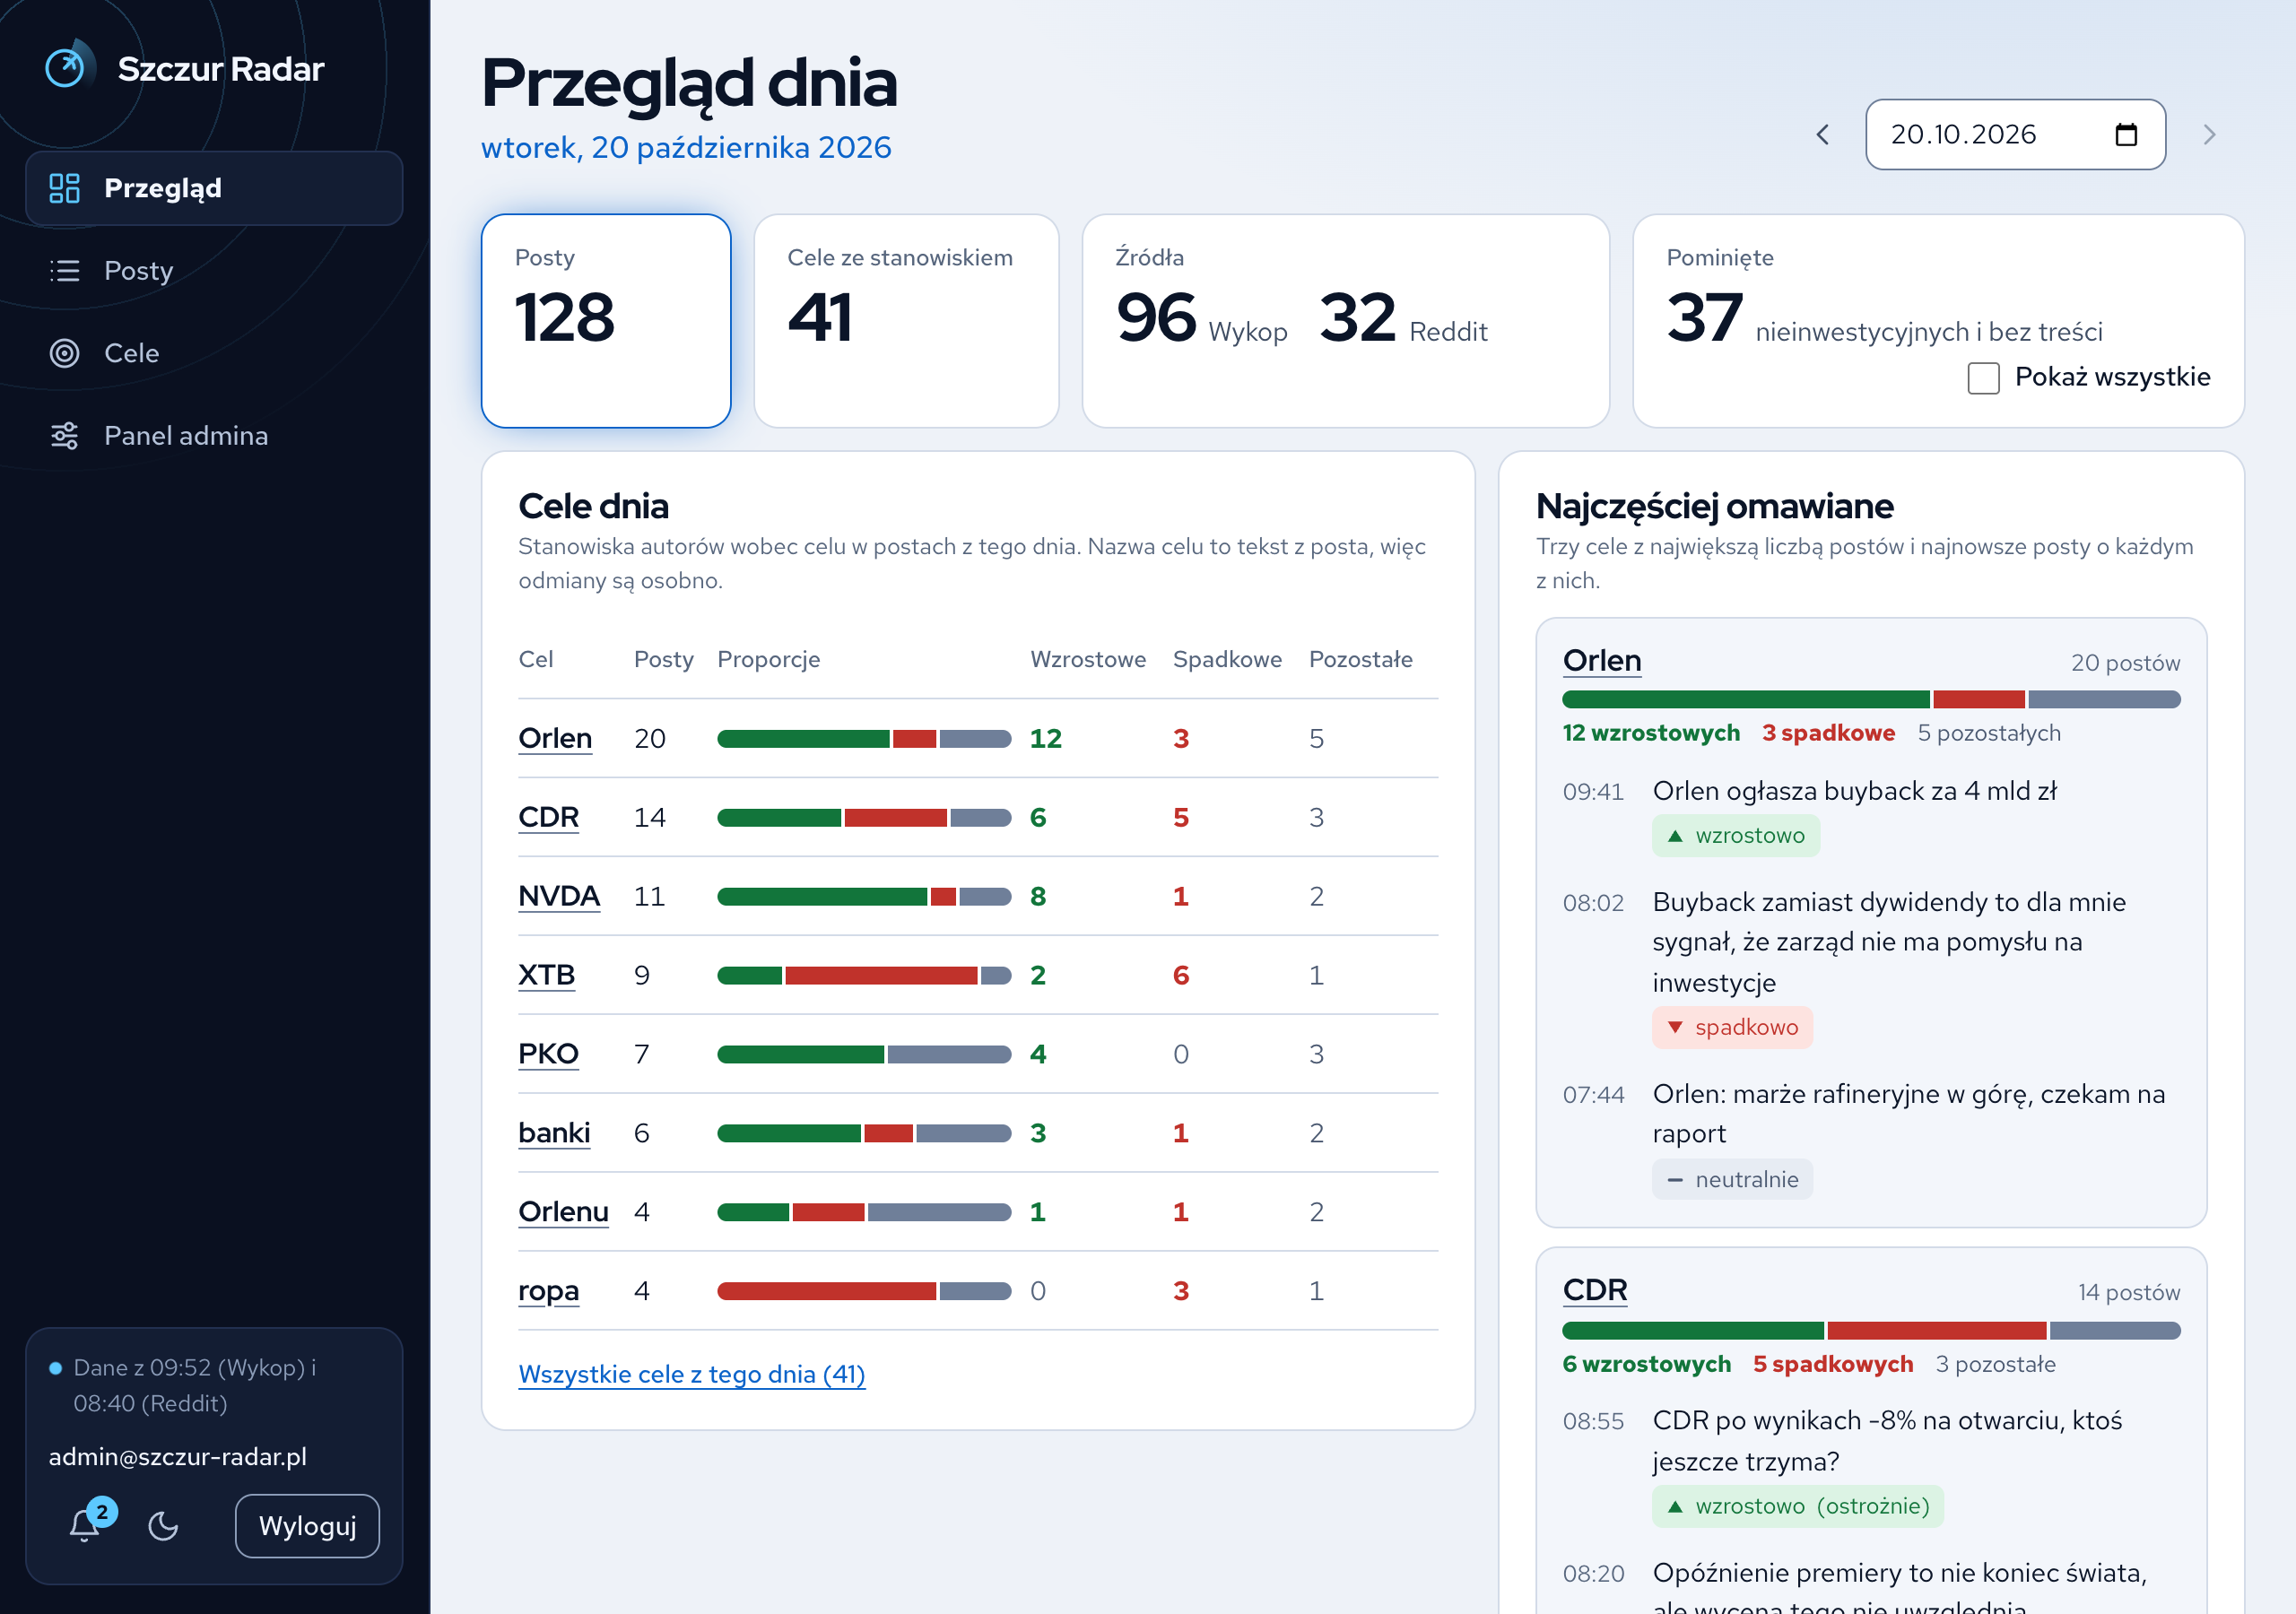 Szczur Radar
Przegląd
Posty
Cele
Panel admina
Dane z 09:52 (Wykop) i
08:40 (Reddit)
admin@szczur-radar.pl
2
Wyloguj
Przegląd dnia
wtorek, 20 października 2026
20.10.2026
Posty
128
Cele ze stanowiskiem
41
Źródła
96 Wykop 32 Reddit
Pominięte
37 nieinwestycyjnych i bez treści
Pokaż wszystkie
Cele dnia
Stanowiska autorów wobec celu w postach z tego dnia. Nazwa celu to tekst z posta, więc
odmiany są osobno.
Cel Posty Proporcje Wzrostowe Spadkowe Pozostałe
Orlen 20 12 3 5
CDR 14 6 5 3
NVDA 11 8 1 2
XTB 9 2 6 1
PKO 7 4 0 3
banki 6 3 1 2
Orlenu 4 1 1 2
ropa 4 0 3 1
Wszystkie cele z tego dnia (41)
Najczęściej omawiane
Trzy cele z największą liczbą postów i najnowsze posty o każdym
z nich.
Orlen 20 postów
12 wzrostowych 3 spadkowe 5 pozostałych
09:41 Orlen ogłasza buyback za 4 mld zł
wzrostowo
08:02 Buyback zamiast dywidendy to dla mnie
sygnał, że zarząd nie ma pomysłu na
inwestycje
spadkowo
07:44 Orlen: marże rafineryjne w górę, czekam na
raport
neutralnie
CDR 14 postów
6 wzrostowych 5 spadkowych 3 pozostałe
08:55 CDR po wynikach -8% na otwarciu, ktoś
jeszcze trzyma?
wzrostowo (ostrożnie)
08:20 Opóźnienie premiery to nie koniec świata,
ale wycena tego nie uwzględnia